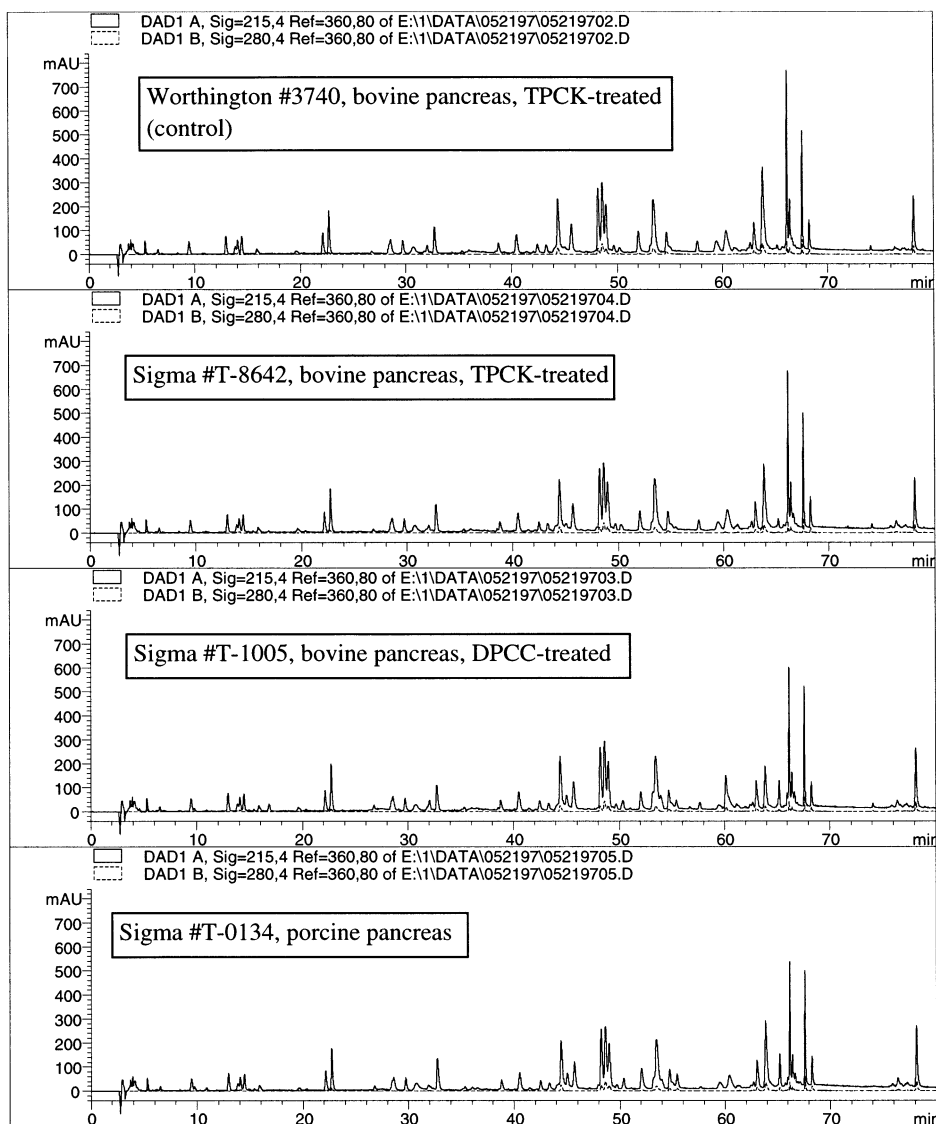 DAD1 A, Sig=215,4 Ref=360,80 of E:\1\DATA\052197\05219702.D
DAD1 B, Sig=280,4 Ref=360,80 of E:\1\DATA\052197\05219702.D
mAU
Worthington #3740, bovine pancreas, TPCK-treated
(control)
700
600
500
400
300
200
100
0
0 10 20 30 40 50 60 70 min
DAD1 A, Sig=215,4 Ref=360,80 of E:\1\DATA\052197\05219704.D
DAD1 B, Sig=280,4 Ref=360,80 of E:\1\DATA\052197\05219704.D
mAU
Sigma #T-8642, bovine pancreas, TPCK-treated
700
600
500
400
300
200
100
0
0 10 20 30 40 50 60 70 min
DAD1 A, Sig=215,4 Ref=360,80 of E:\1\DATA\052197\05219703.D
DAD1 B, Sig=280,4 Ref=360,80 of E:\1\DATA\052197\05219703.D
mAU
Sigma #T-1005, bovine pancreas, DPCC-treated
700
600
500
400
300
200
100
0
0 10 20 30 40 50 60 70 min
DAD1 A, Sig=215,4 Ref=360,80 of E:\1\DATA\052197\05219705.D
DAD1 B, Sig=280,4 Ref=360,80 of E:\1\DATA\052197\05219705.D
mAU
Sigma #T-0134, porcine pancreas
700
600
500
400
300
200
100
0
0 10 20 30 40 50 60 70 min